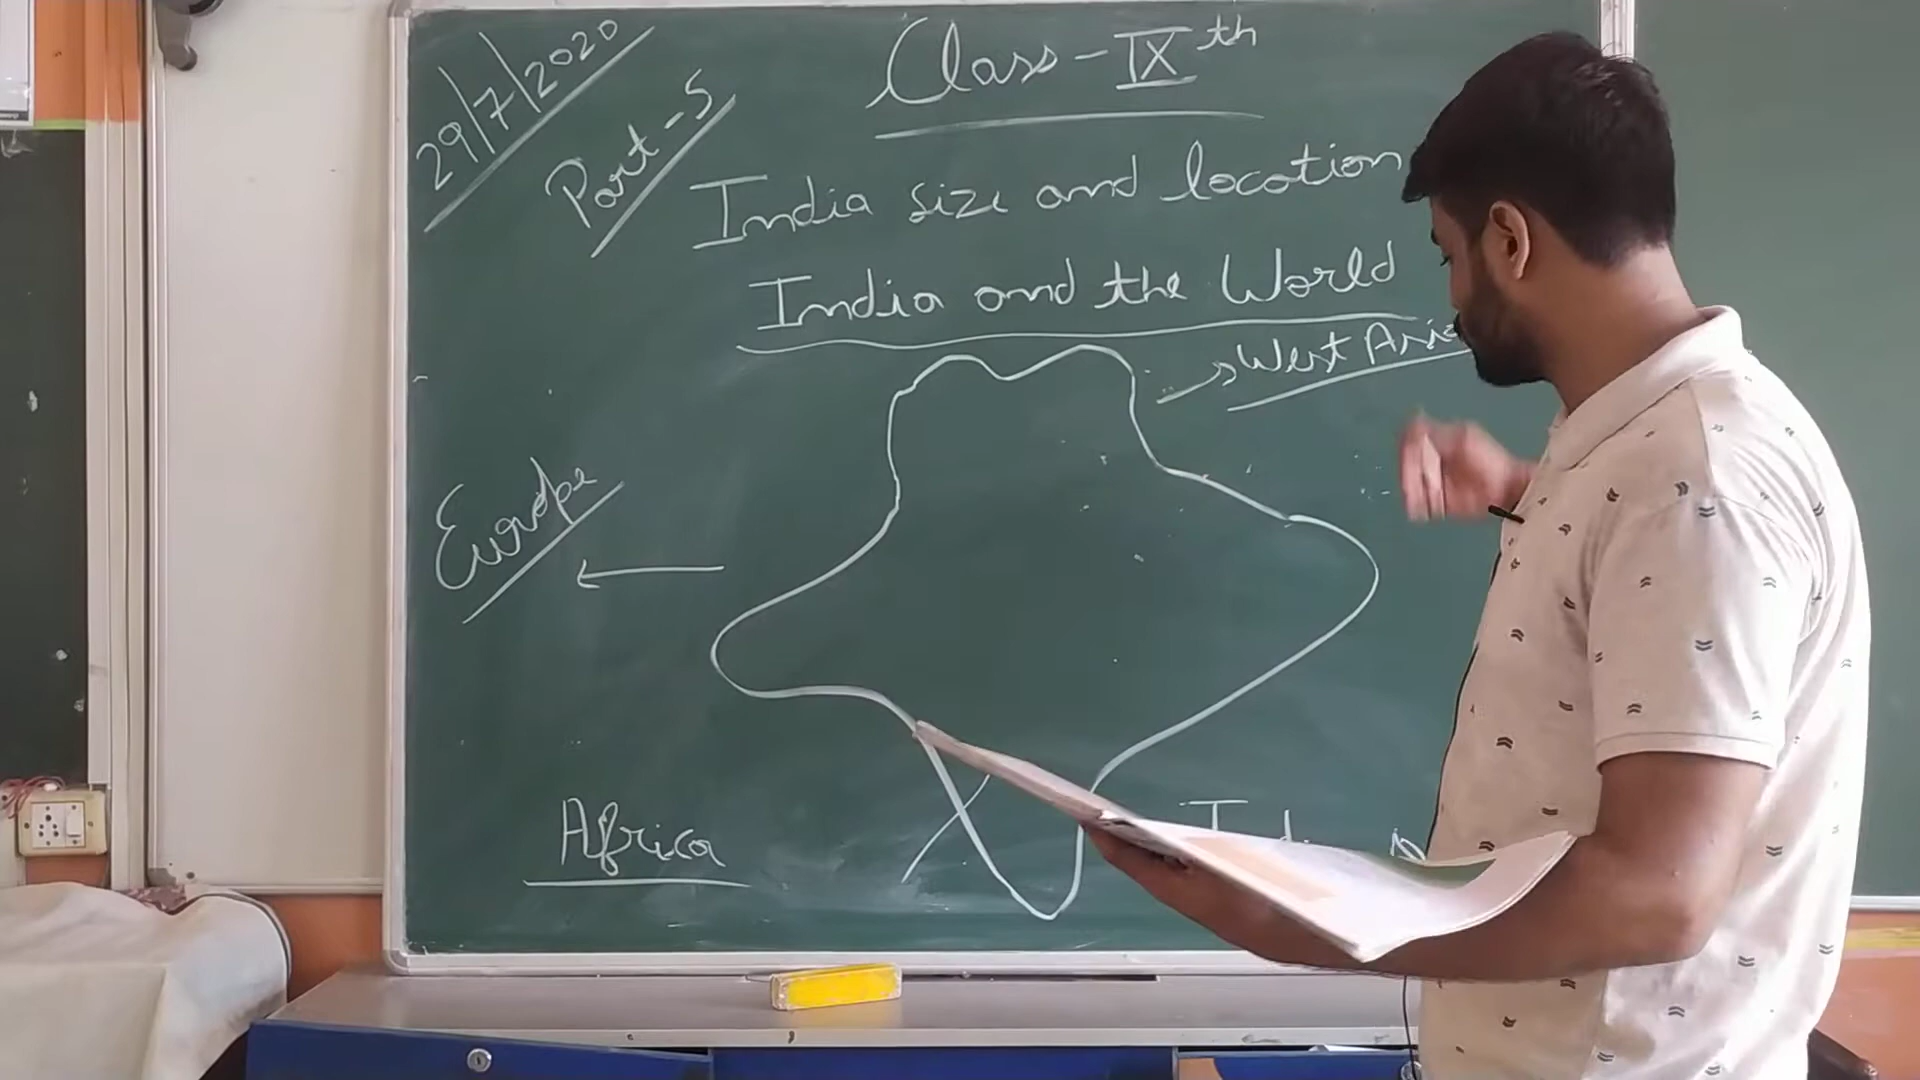 29/7/2020
Part-5
Class-IXth
India size and location
India and the World
West Asia
Europe
Africa